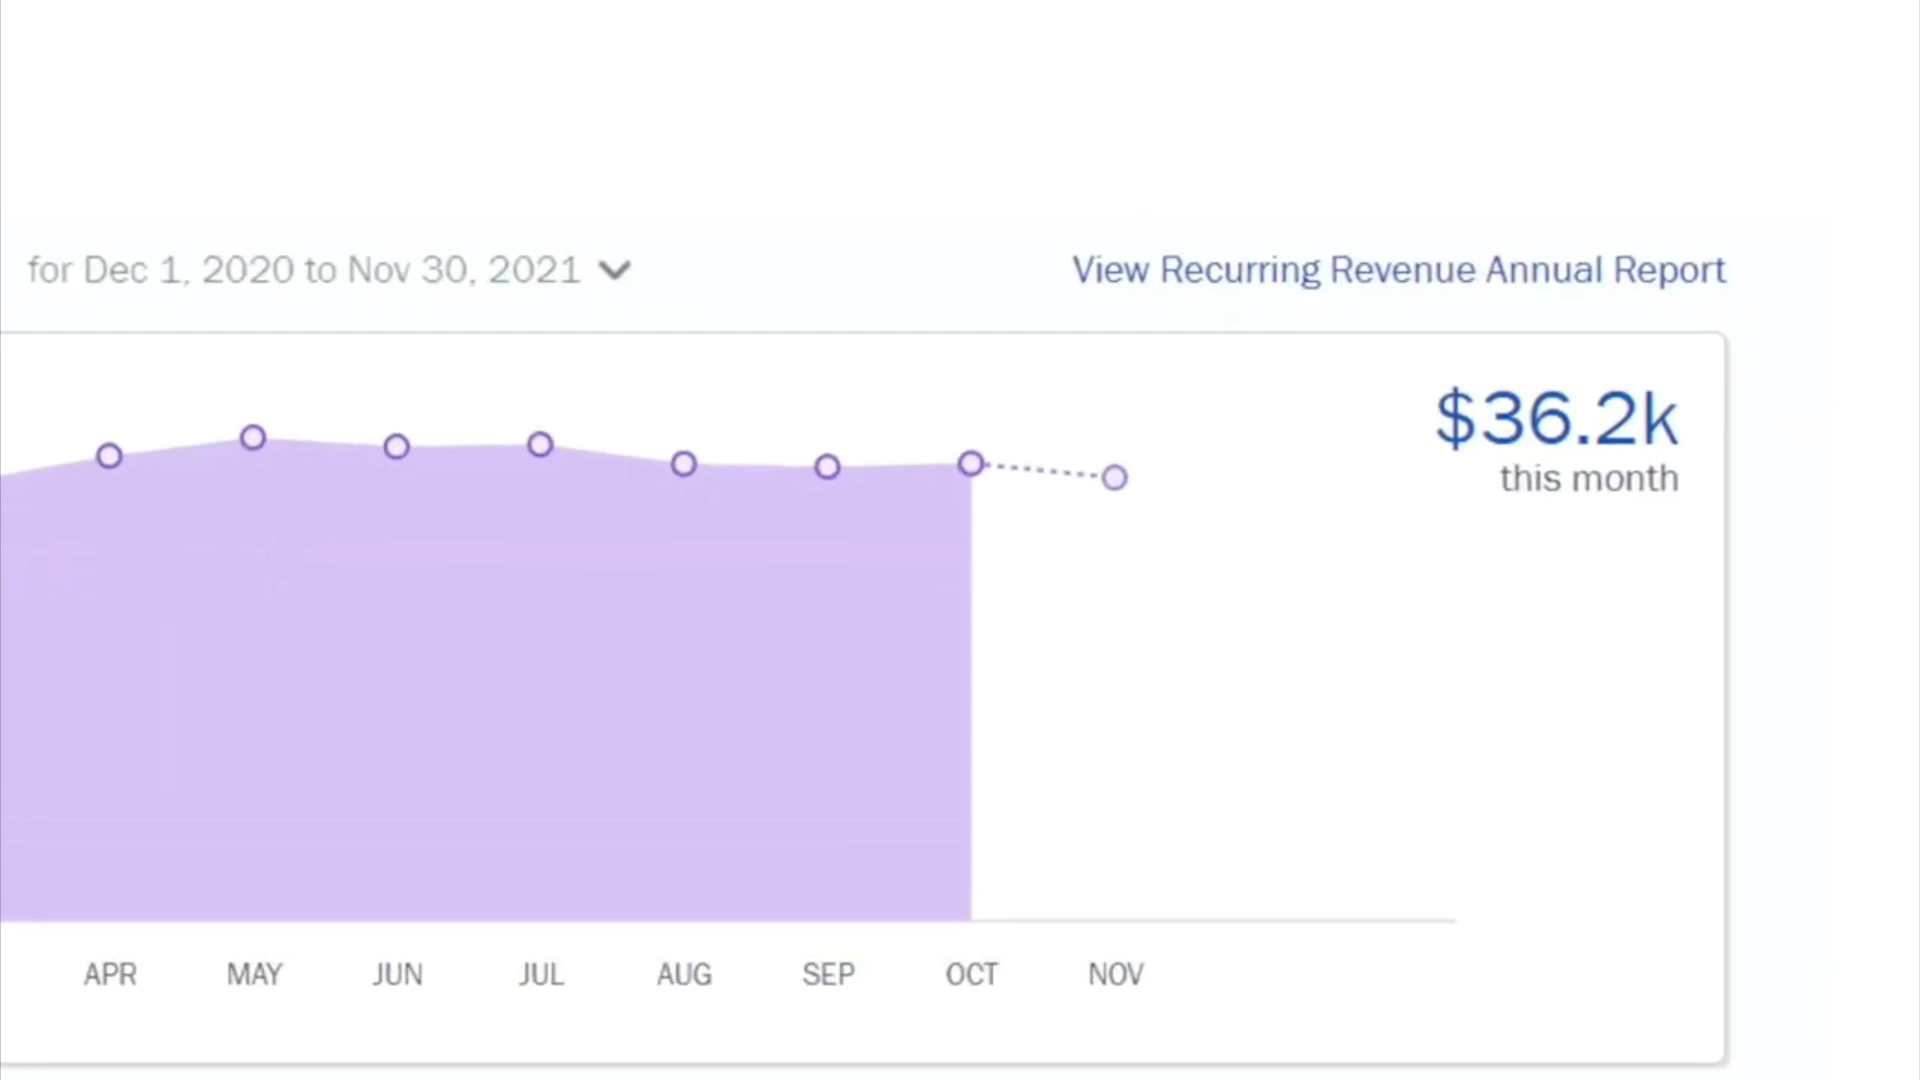 for Dec 1, 2020 to Nov 30, 2021
View Recurring Revenue Annual Report
$36.2k
this month
APR MAY JUN JUL AUG SEP OCT NOV